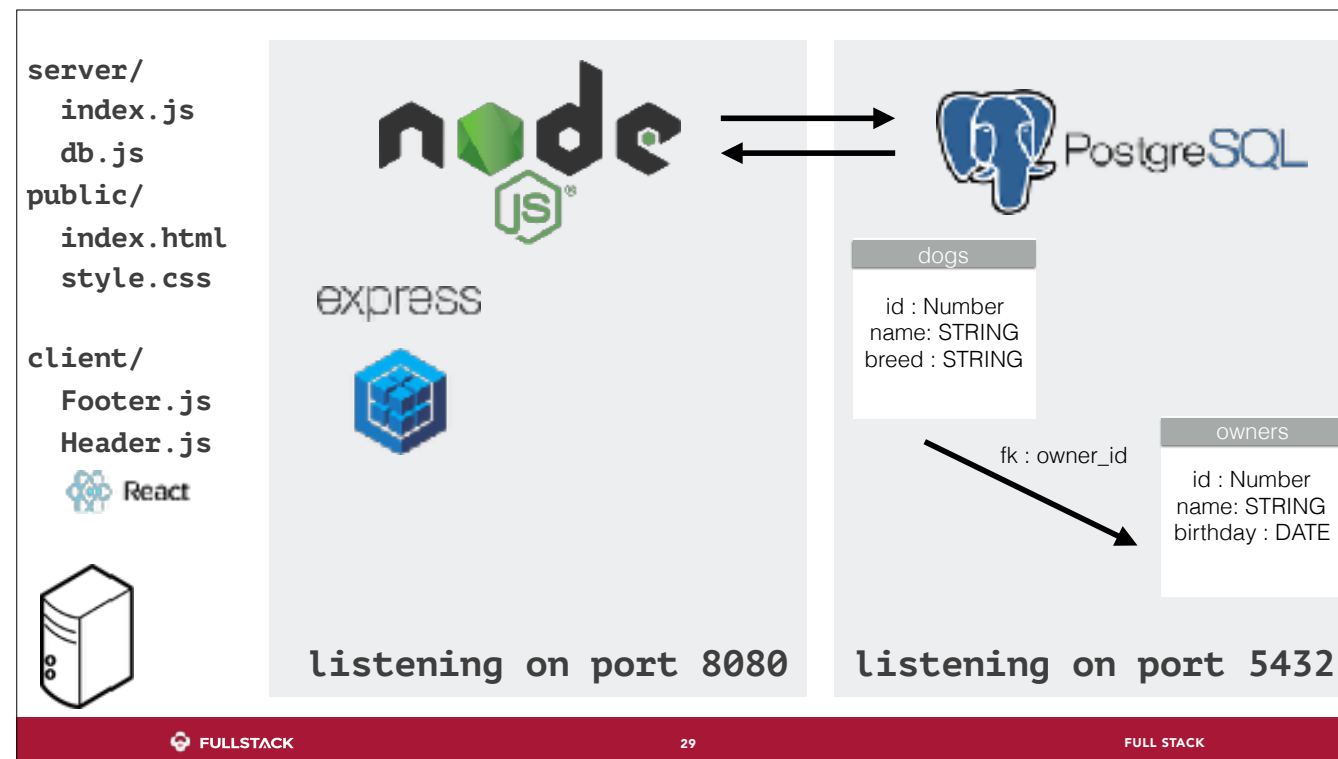 server/
index.js
db.js
public/
index.html
style.css
client/
Footer.js
Header.js
React
node
JS®
express
listening on port 8080
PostgreSQL
dogs
id : Number
name: STRING
breed : STRING
fk : owner_id
owners
id : Number
name: STRING
birthday : DATE
listening on port 5432
FULLSTACK
29
FULL STACK